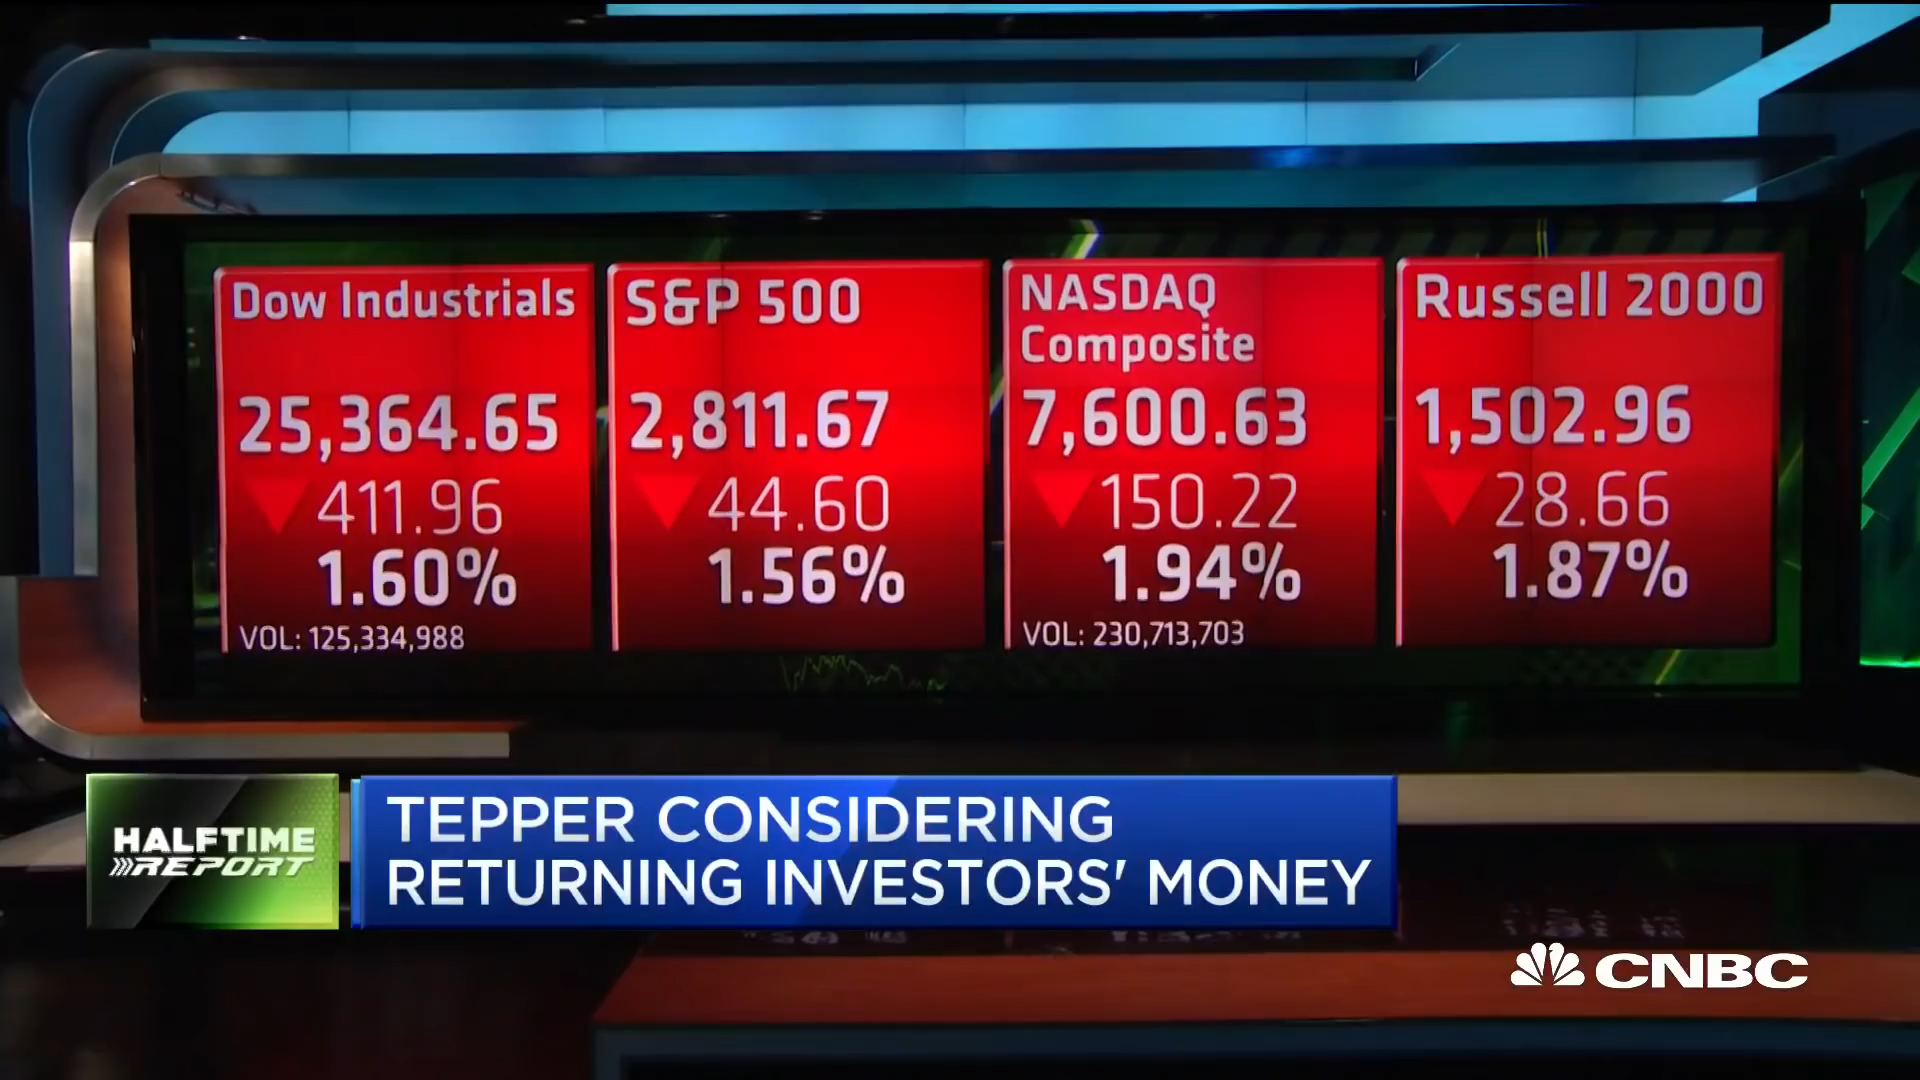 Dow Industrials
25,364.65
411.96
1.60%
VOL: 125,334,988
S&P 500
2,811.67
44.60
1.56%
NASDAQ
Composite
7,600.63
150.22
1.94%
VOL: 230,713,703
Russell 2000
1,502.96
28.66
1.87%
HALFTIME
REPORT
TEPPER CONSIDERING
RETURNING INVESTORS' MONEY
CNBC